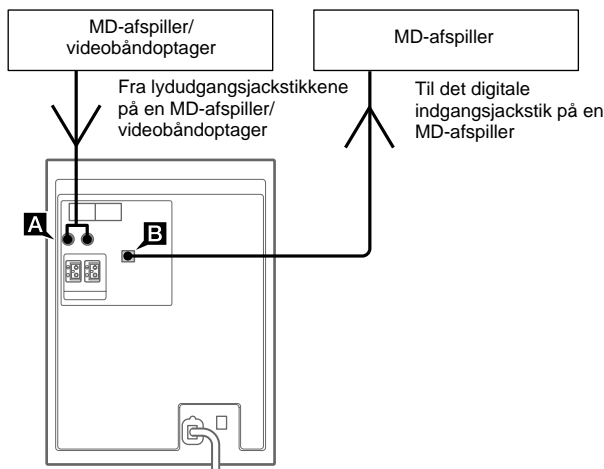 MD-afspiller/
videobåndoptager
MD-afspiller
Fra lydudgangsjackstikkene
på en MD-afspiller/
videobåndoptager
Til det digitale
indgangsjackstik på en
MD-afspiller
A
B